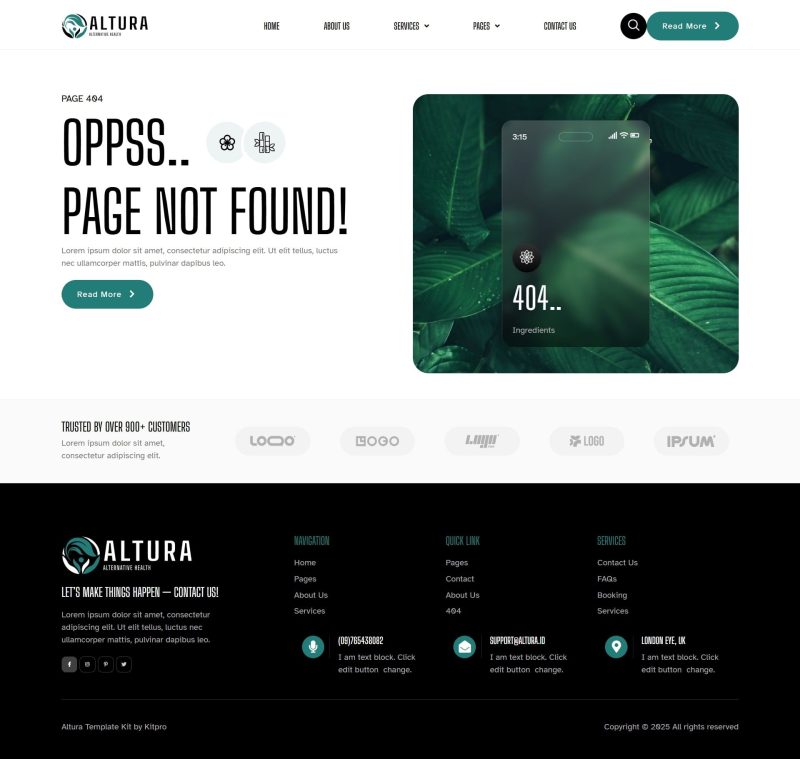 ALTURA
ALTERNATIVE HEALTH
HOME
ABOUT US
SERVICES
PAGES
CONTACT US
Read More
PAGE 404
OPPSS..
PAGE NOT FOUND!
Lorem ipsum dolor sit amet, consectetur adipiscing elit. Ut elit tellus, luctus
nec ullamcorper mattis, pulvinar dapibus leo.
Read More
3:15
404..
Ingredients
TRUSTED BY OVER 900+ CUSTOMERS
Lorem ipsum dolor sit amet,
consectetur adipiscing elit.
LOGO
LOGO
LOGO
IPSUM
ALTURA
ALTERNATIVE HEALTH
LET'S MAKE THINGS HAPPEN — CONTACT US!
Lorem ipsum dolor sit amet, consectetur
adipiscing elit. Ut elit tellus, luctus nec
ullamcorper mattis, pulvinar dapibus leo.
NAVIGATION
Home
Pages
About Us
Services
QUICK LINK
Pages
Contact
About Us
404
SERVICES
Contact Us
FAQs
Booking
Services
(09)765438082
I am text block. Click
edit button change.
SUPPORT@ALTURA.ID
I am text block. Click
edit button change.
LONDON EYE, UK
I am text block. Click
edit button change.
Altura Template Kit by Kitpro
Copyright © 2025 All rights reserved